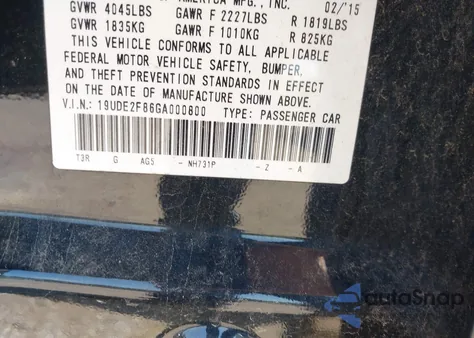 AMERICA MFG., INC. 02/'15
GVWR 4045LBS GAWR F 2227LBS R 1819LBS
GVWR 1835KG GAWR F 1010KG R 825KG
THIS VEHICLE CONFORMS TO ALL APPLICABLE
FEDERAL MOTOR VEHICLE SAFETY, BUMPER,
AND THEFT PREVENTION STANDARDS IN EFFECT
ON THE DATE OF MANUFACTURE SHOWN ABOVE.
V.I.N.: 19UDE2F86GA000800 TYPE: PASSENGER CAR
T3R G AGS - NH731P - Z - A
autoSnap